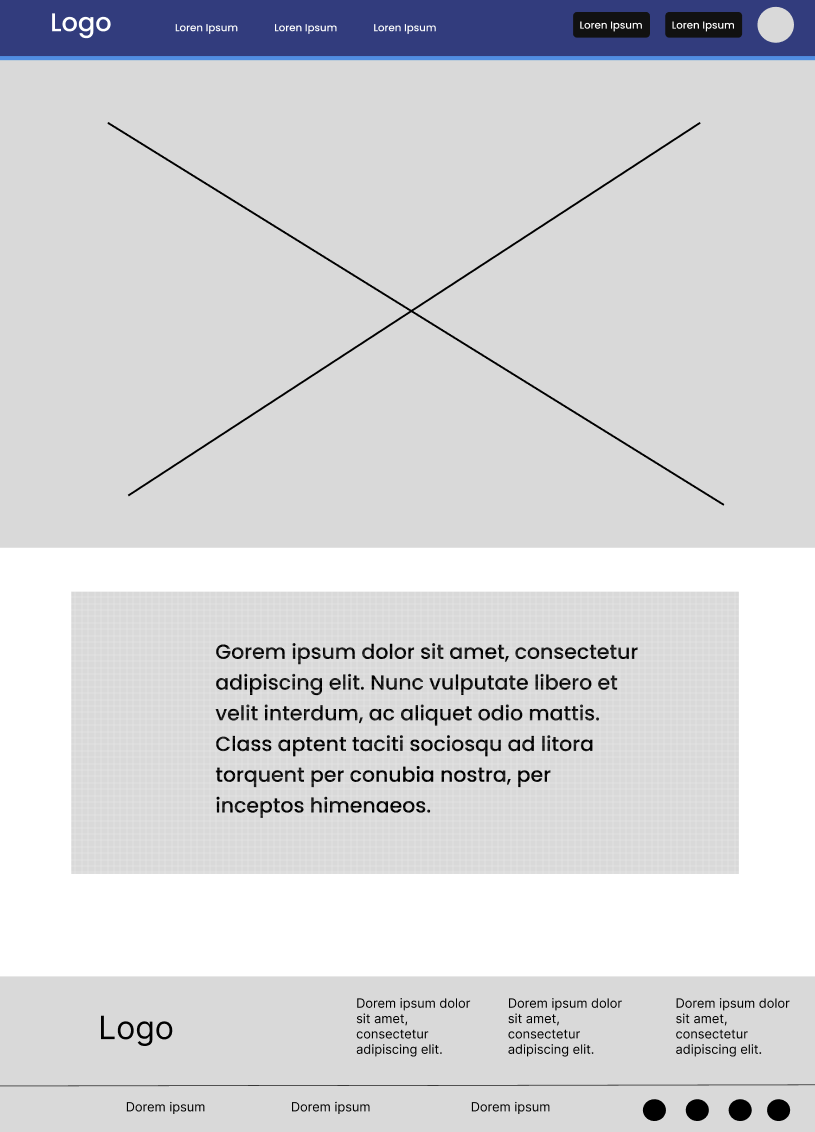 Logo
Loren Ipsum
Loren Ipsum
Loren Ipsum
Loren Ipsum
Loren Ipsum
Gorem ipsum dolor sit amet, consectetur
adipiscing elit. Nunc vulputate libero et
velit interdum, ac aliquet odio mattis.
Class aptent taciti sociosqu ad litora
torquent per conubia nostra, per
inceptos himenaeos.
Logo
Dorem ipsum dolor
sit amet,
consectetur
adipiscing elit.
Dorem ipsum dolor
sit amet,
consectetur
adipiscing elit.
Dorem ipsum dolor
sit amet,
consectetur
adipiscing elit.
Dorem ipsum
Dorem ipsum
Dorem ipsum